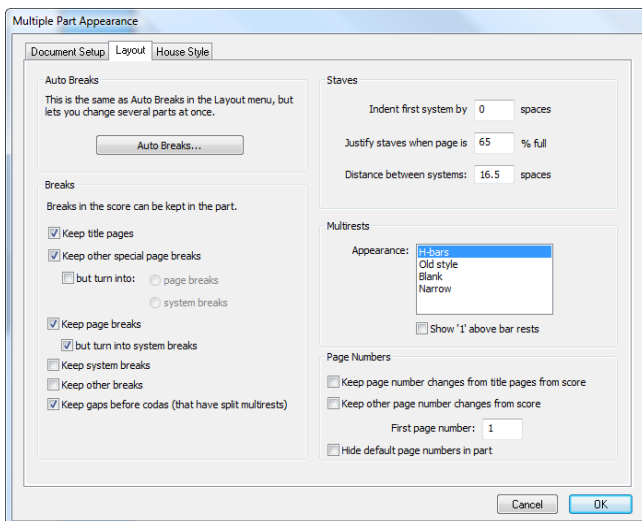 Multiple Part Appearance
Document Setup Layout House Style
Auto Breaks
This is the same as Auto Breaks in the Layout menu, but
lets you change several parts at once.
Auto Breaks...
Breaks
Breaks in the score can be kept in the part.
Keep title pages
Keep other special page breaks
but turn into: page breaks
system breaks
Keep page breaks
but turn into system breaks
Keep system breaks
Keep other breaks
Keep gaps before codas (that have split multirests)
Staves
Indent first system by 0 spaces
Justify staves when page is 65 % full
Distance between systems: 16.5 spaces
Multirests
Appearance: H-bars
Old style
Blank
Narrow
Show '1' above bar rests
Page Numbers
Keep page number changes from title pages from score
Keep other page number changes from score
First page number: 1
Hide default page numbers in part
Cancel OK